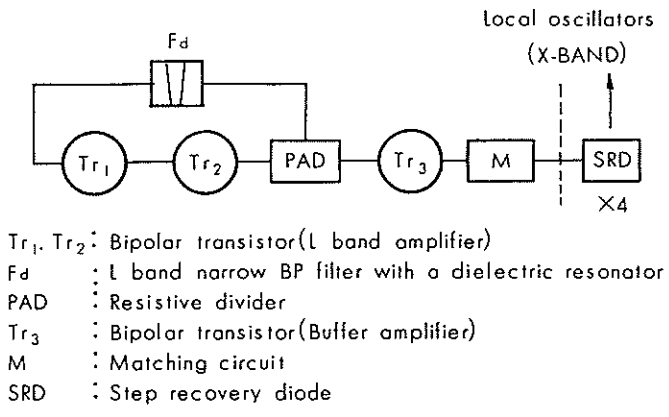 Local oscillators
(X-BAND)
Fd
Tr1
Tr2
PAD
Tr3
M
SRD
×4
Tr1. Tr2 : Bipolar transistor(L band amplifier)
Fd : L band narrow BP filter with a dielectric resonator
PAD : Resistive divider
Tr3 : Bipolar transistor(Buffer amplifier)
M : Matching circuit
SRD : Step recovery diode